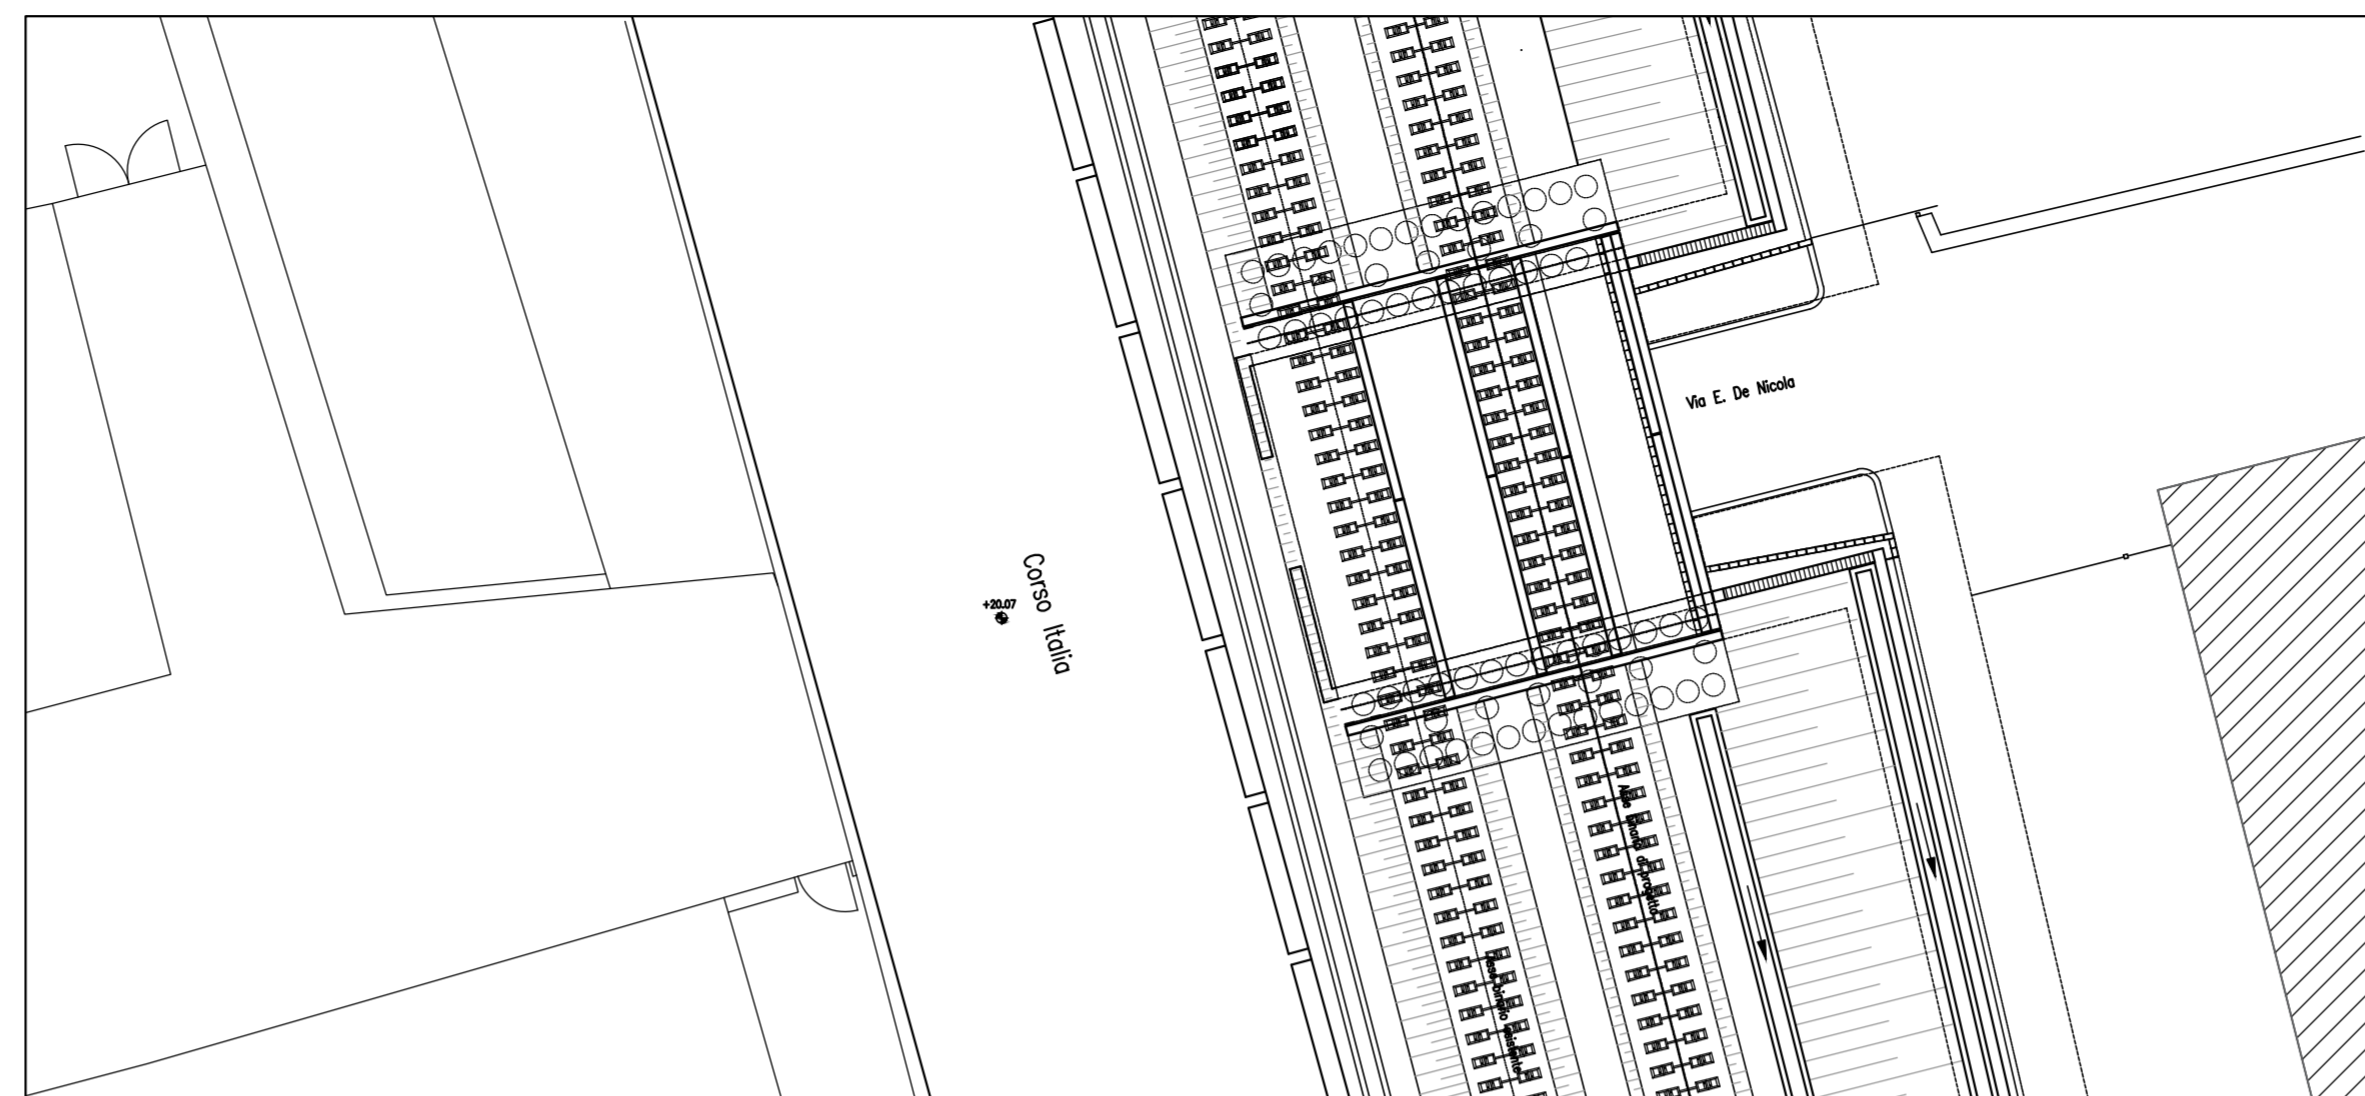 Via E. De Nicola
+20.07
Corso Italia
Asse binario di progetto
Asse binario esistente